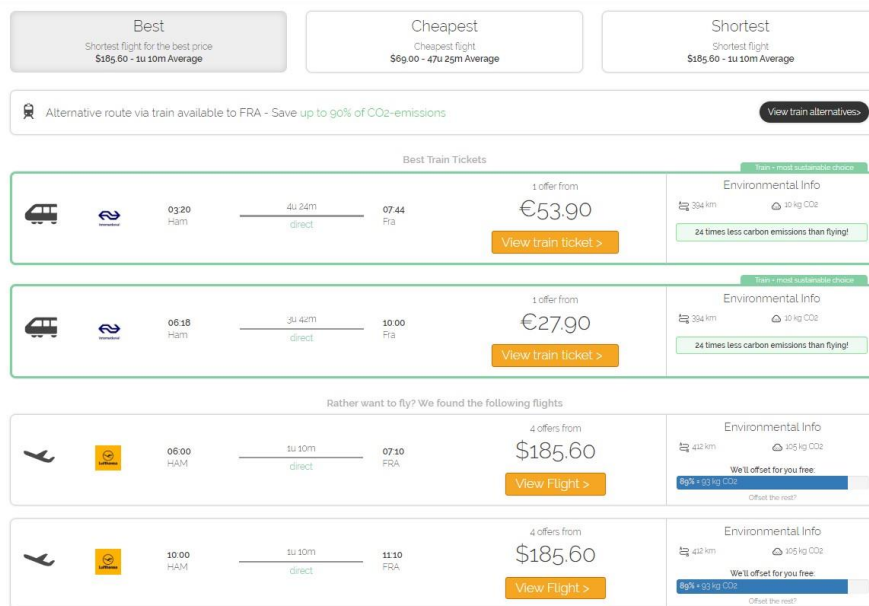 Best
Shortest flight for the best price
$185.60 - 1u 10m Average
Cheapest
Cheapest flight
$69.00 - 47u 25m Average
Shortest
Shortest flight
$185.60 - 1u 10m Average
Alternative route via train available to FRA - Save up to 90% of CO2-emissions
View train alternatives>
Best Train Tickets
Train - most sustainable choice
03:20
Ham
4u 24m
direct
07:44
Fra
1 offer from
€53.90
View train ticket >
Environmental Info
394 km
10 kg CO2
24 times less carbon emissions than flying!
Train - most sustainable choice
06:18
Ham
3u 42m
direct
10:00
Fra
1 offer from
€27.90
View train ticket >
Environmental Info
394 km
10 kg CO2
24 times less carbon emissions than flying!
Rather want to fly? We found the following flights
Lufthansa
06:00
HAM
1u 10m
direct
07:10
FRA
4 offers from
$185.60
View Flight >
Environmental Info
412 km
105 kg CO2
We'll offset for you free:
89% = 93 kg CO2
Offset the rest?
Lufthansa
10:00
HAM
1u 10m
direct
11:10
FRA
4 offers from
$185.60
View Flight >
Environmental Info
412 km
105 kg CO2
We'll offset for you free:
89% = 93 kg CO2
Offset the rest?